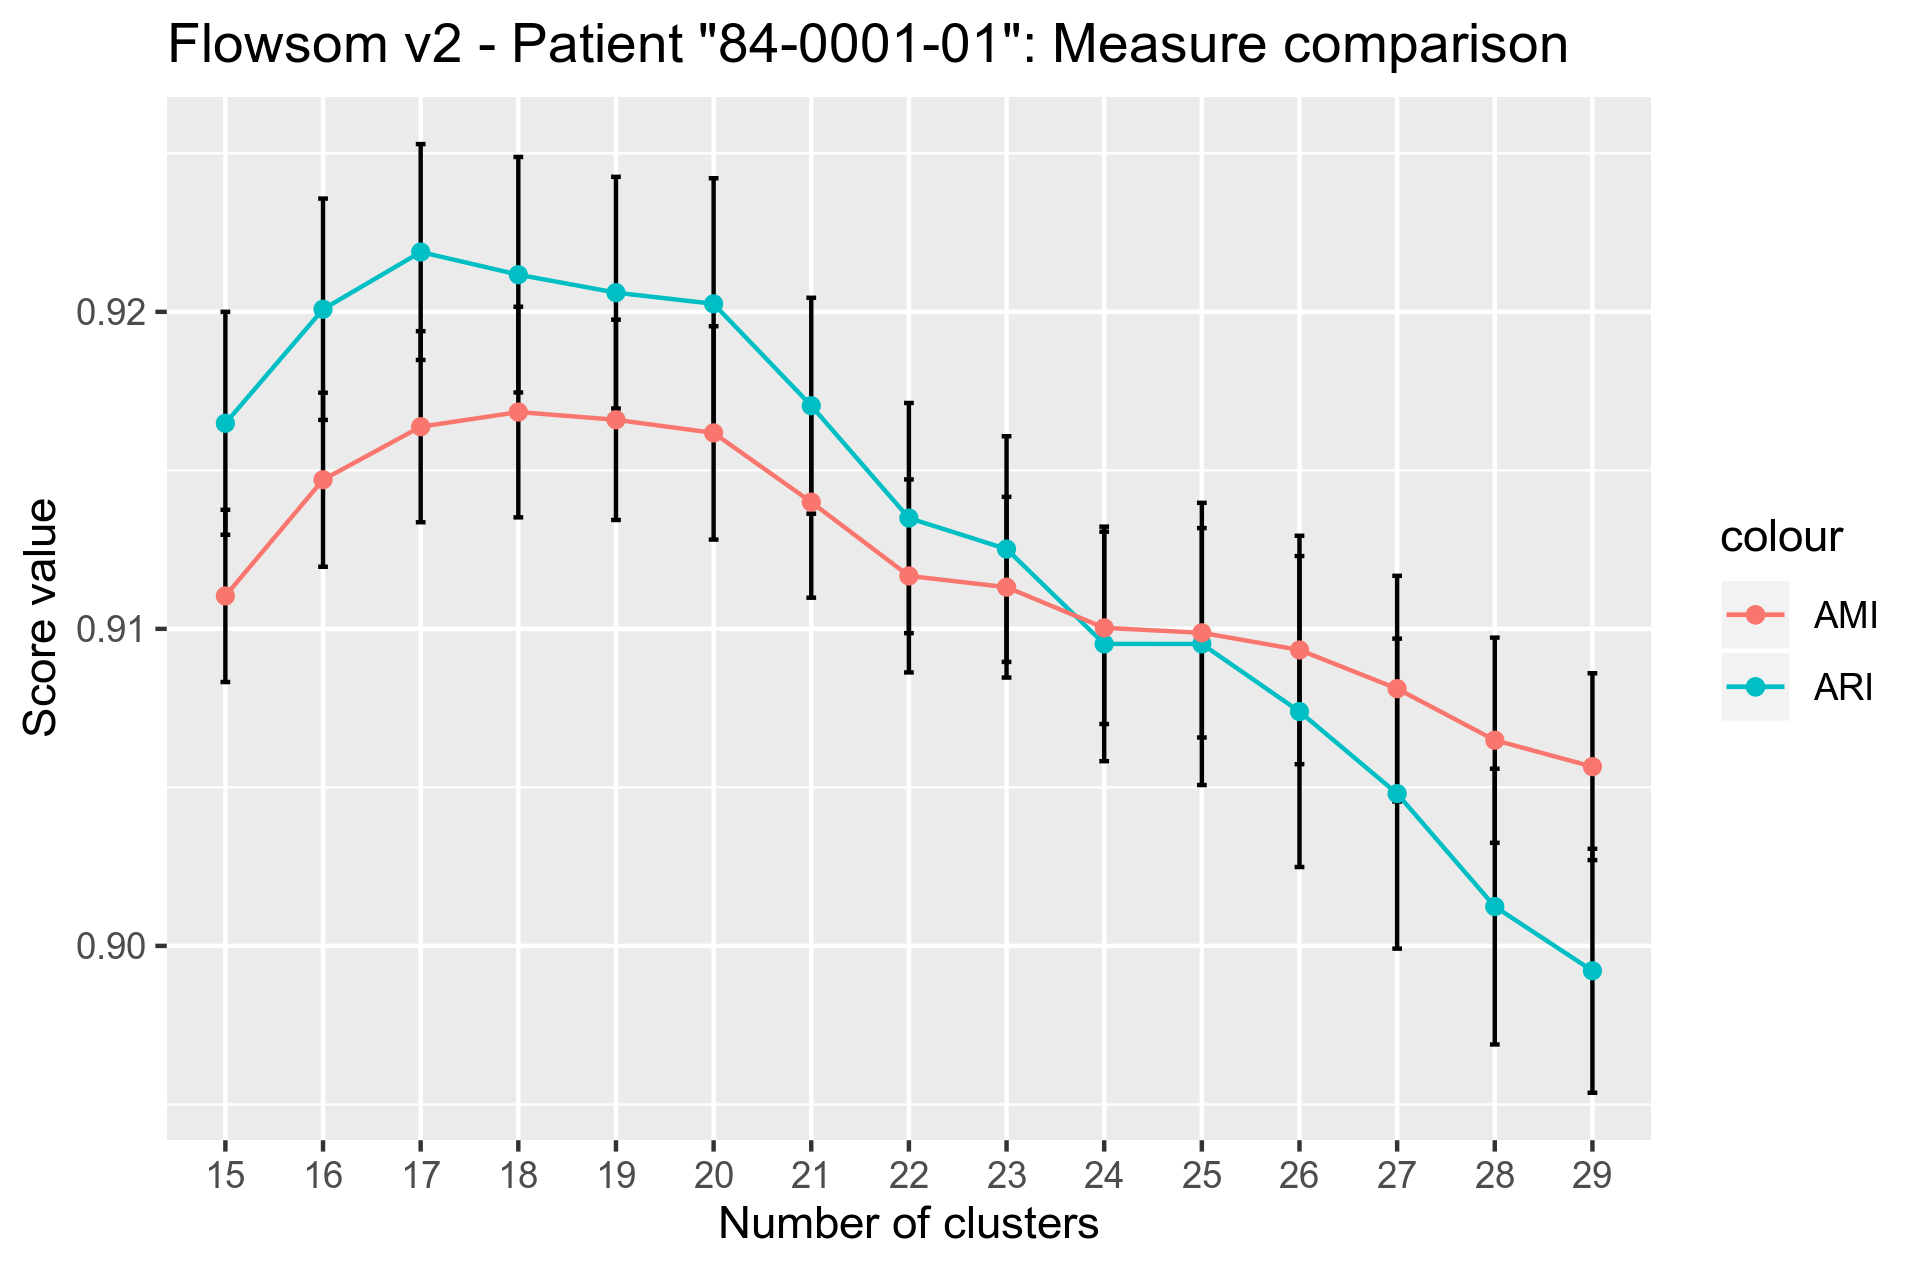 Flowsom v2 - Patient "84-0001-01": Measure comparison
Score value
0.92
0.91
0.90
15 16 17 18 19 20 21 22 23 24 25 26 27 28 29
Number of clusters
colour
AMI
ARI